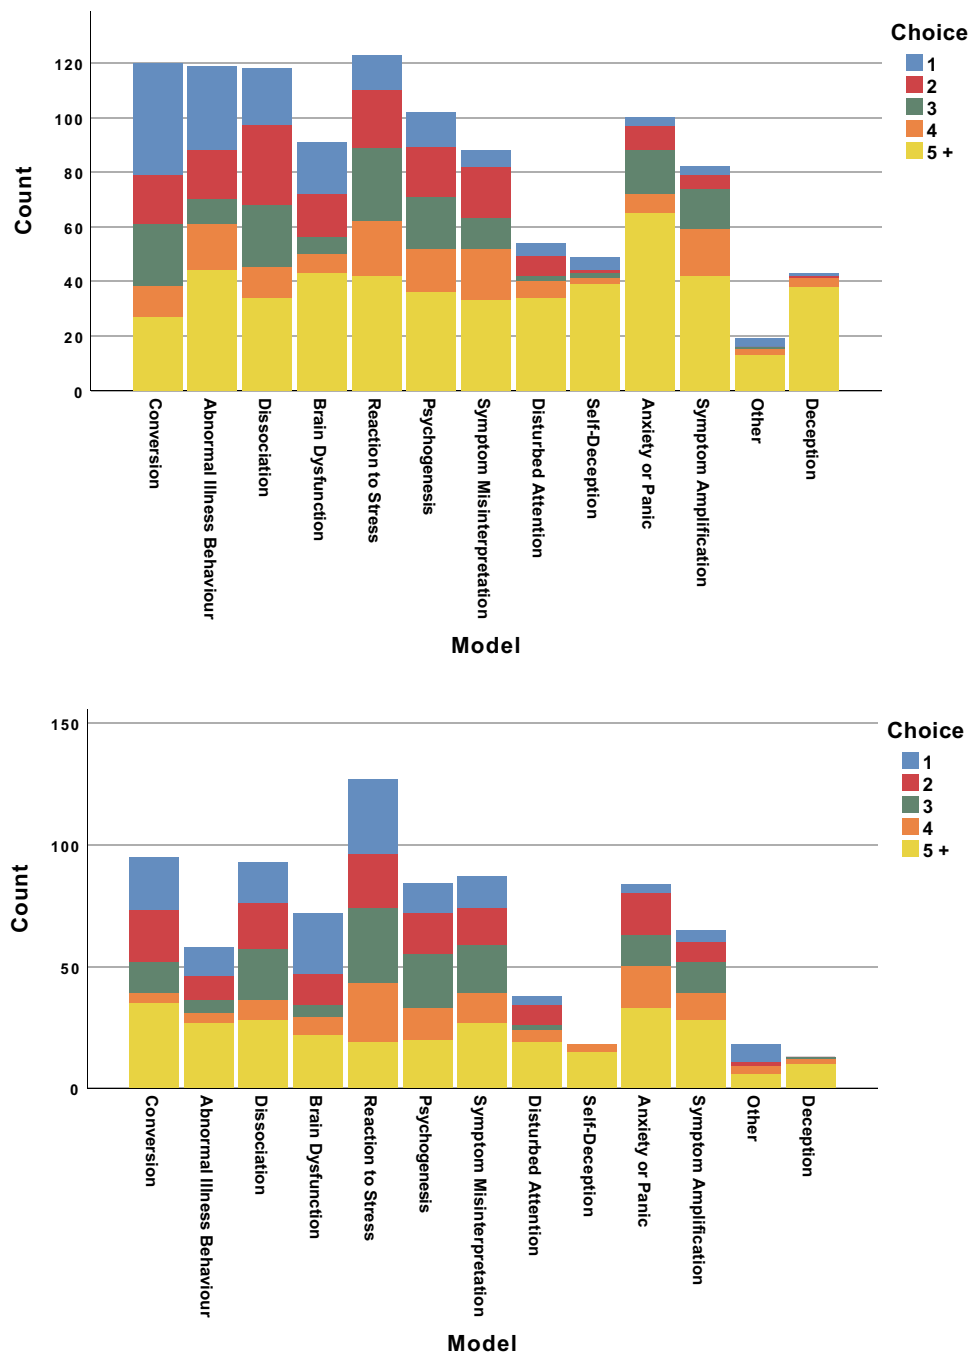 Choice
1
2
3
4
5 +
120
100
80
60
40
20
0
Count
Conversion
Abnormal Illness Behaviour
Dissociation
Brain Dysfunction
Reaction to Stress
Psychogenesis
Symptom Misinterpretation
Disturbed Attention
Self-Deception
Anxiety or Panic
Symptom Amplification
Other
Deception
Model
Choice
1
2
3
4
5 +
150
100
50
0
Count
Conversion
Abnormal Illness Behaviour
Dissociation
Brain Dysfunction
Reaction to Stress
Psychogenesis
Symptom Misinterpretation
Disturbed Attention
Self-Deception
Anxiety or Panic
Symptom Amplification
Other
Deception
Model